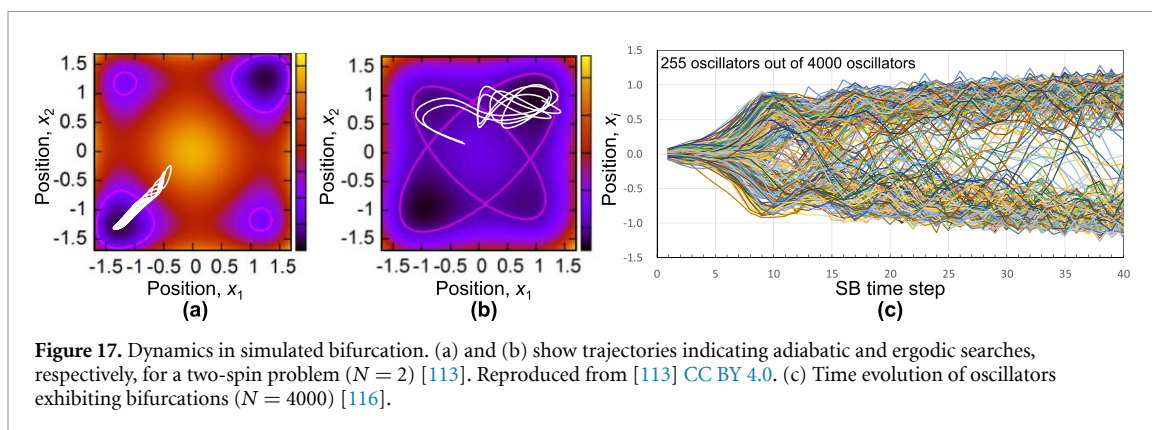 1.5
1
0.5
0
-0.5
-1
-1.5
Position, x2
-1.5 -1 -0.5 0 0.5 1 1.5
Position, x1
(a)
1.5
1
0.5
0
-0.5
-1
-1.5
Position, x2
-1.5 -1 -0.5 0 0.5 1 1.5
Position, x1
(b)
255 oscillators out of 4000 oscillators
1.5
1.0
0.5
0.0
-0.5
-1.0
-1.5
Position, xi
0 5 10 15 20 25 30 35 40
SB time step
(c)
Figure 17. Dynamics in simulated bifurcation. (a) and (b) show trajectories indicating adiabatic and ergodic searches,
respectively, for a two-spin problem (N = 2) [113]. Reproduced from [113] CC BY 4.0. (c) Time evolution of oscillators
exhibiting bifurcations (N = 4000) [116].